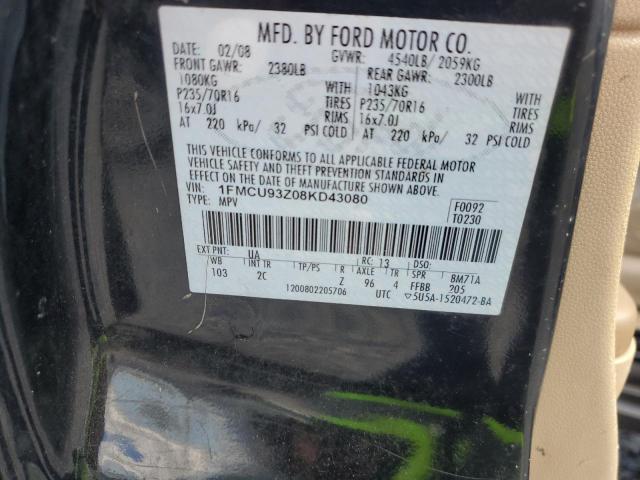 MFD. BY FORD MOTOR CO.
DATE: 02/08 GVWR: 4540LB/ 2059KG
FRONT GAWR: 2380LB REAR GAWR: 2300LB
1080KG WITH 1043KG WITH
P235/70R16 TIRES P235/70R16 TIRES
16x7.0J RIMS 16x7.0J RIMS
AT 220 kPa/ 32 PSI COLD AT 220 kPa/ 32 PSI COLD
THIS VEHICLE CONFORMS TO ALL APPLICABLE FEDERAL MOTOR
VEHICLE SAFETY AND THEFT PREVENTION STANDARDS IN
EFFECT ON THE DATE OF MANUFACTURE SHOWN ABOVE.
VIN: 1FMCU93Z08KD43080 F0092
TYPE: MPV T0230
EXT PNT: UA RC: 13 DSO:
WB INT TR TP/PS R AXLE TR SPR BM71A
103 2C Z 96 4 FFBB 205
1200802205706 UTC ▽5U5A-1520472-BA